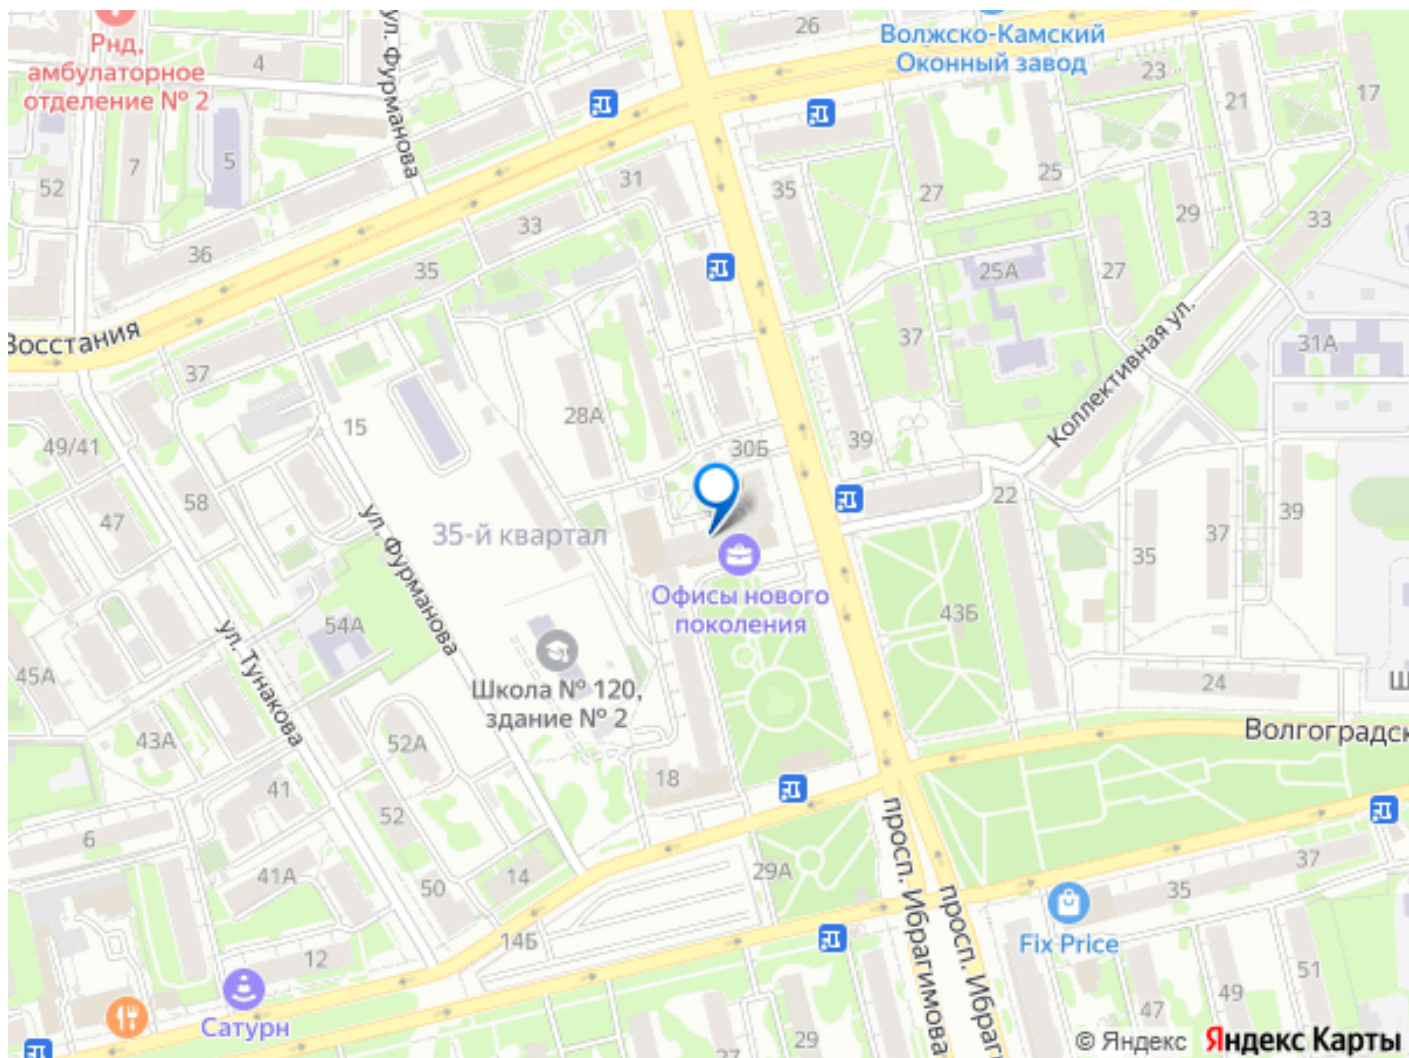 26
Волжско-Камский
Оконный завод
Рнд,
амбулаторное
отделение № 2
4
ул. Фурманова
23
21
17
7
5
52
31
35
27
25
29
33
33
36
35
25А
27
Восстания
37
37
31А
Коллективная ул.
15
28А
39
30Б
49/41
58
47
22
ул. Фурманова
35-й квартал
35
37
39
Офисы нового
поколения
54А
43Б
ул. Тунакова
45А
Школа № 120,
здание № 2
24
Ш
43А
52А
Волгоградск
18
41
52
6
просп. Ибрагимова
37
41А
50
14
29А
35
просп. Ибраги
14Б
Fix Price
12
51
49
47
Сатурн
27
29
© Яндекс Яндекс Карты